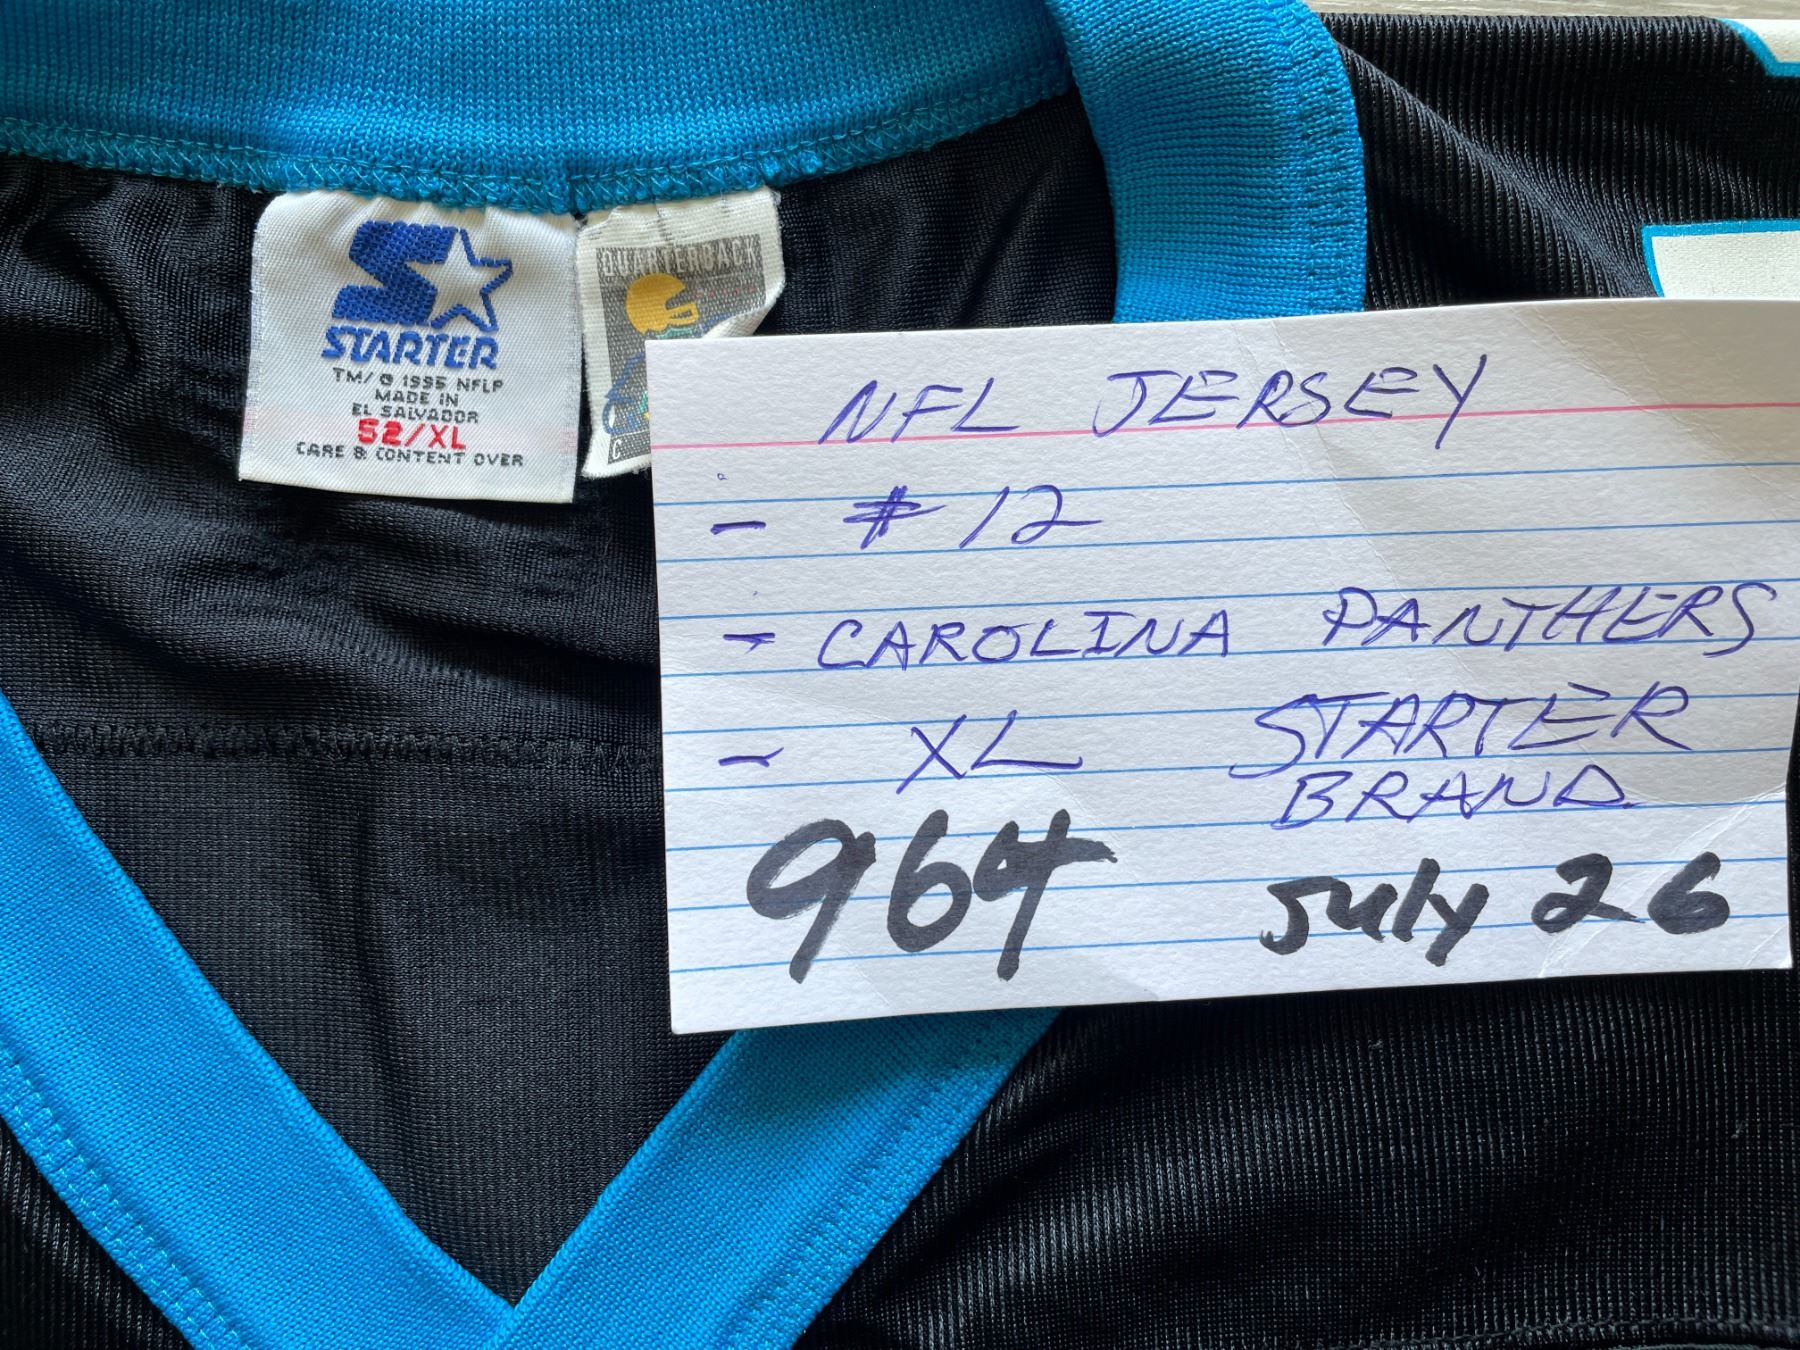 STARTER
TM/© 1995 NFLP
MADE IN
EL SALVADOR
52/XL
CARE & CONTENT OVER
QUARTERBACK
NFL JERSEY
- # 12
- CAROLINA PANTHERS
- XL STARTER
BRAND
964 July 26